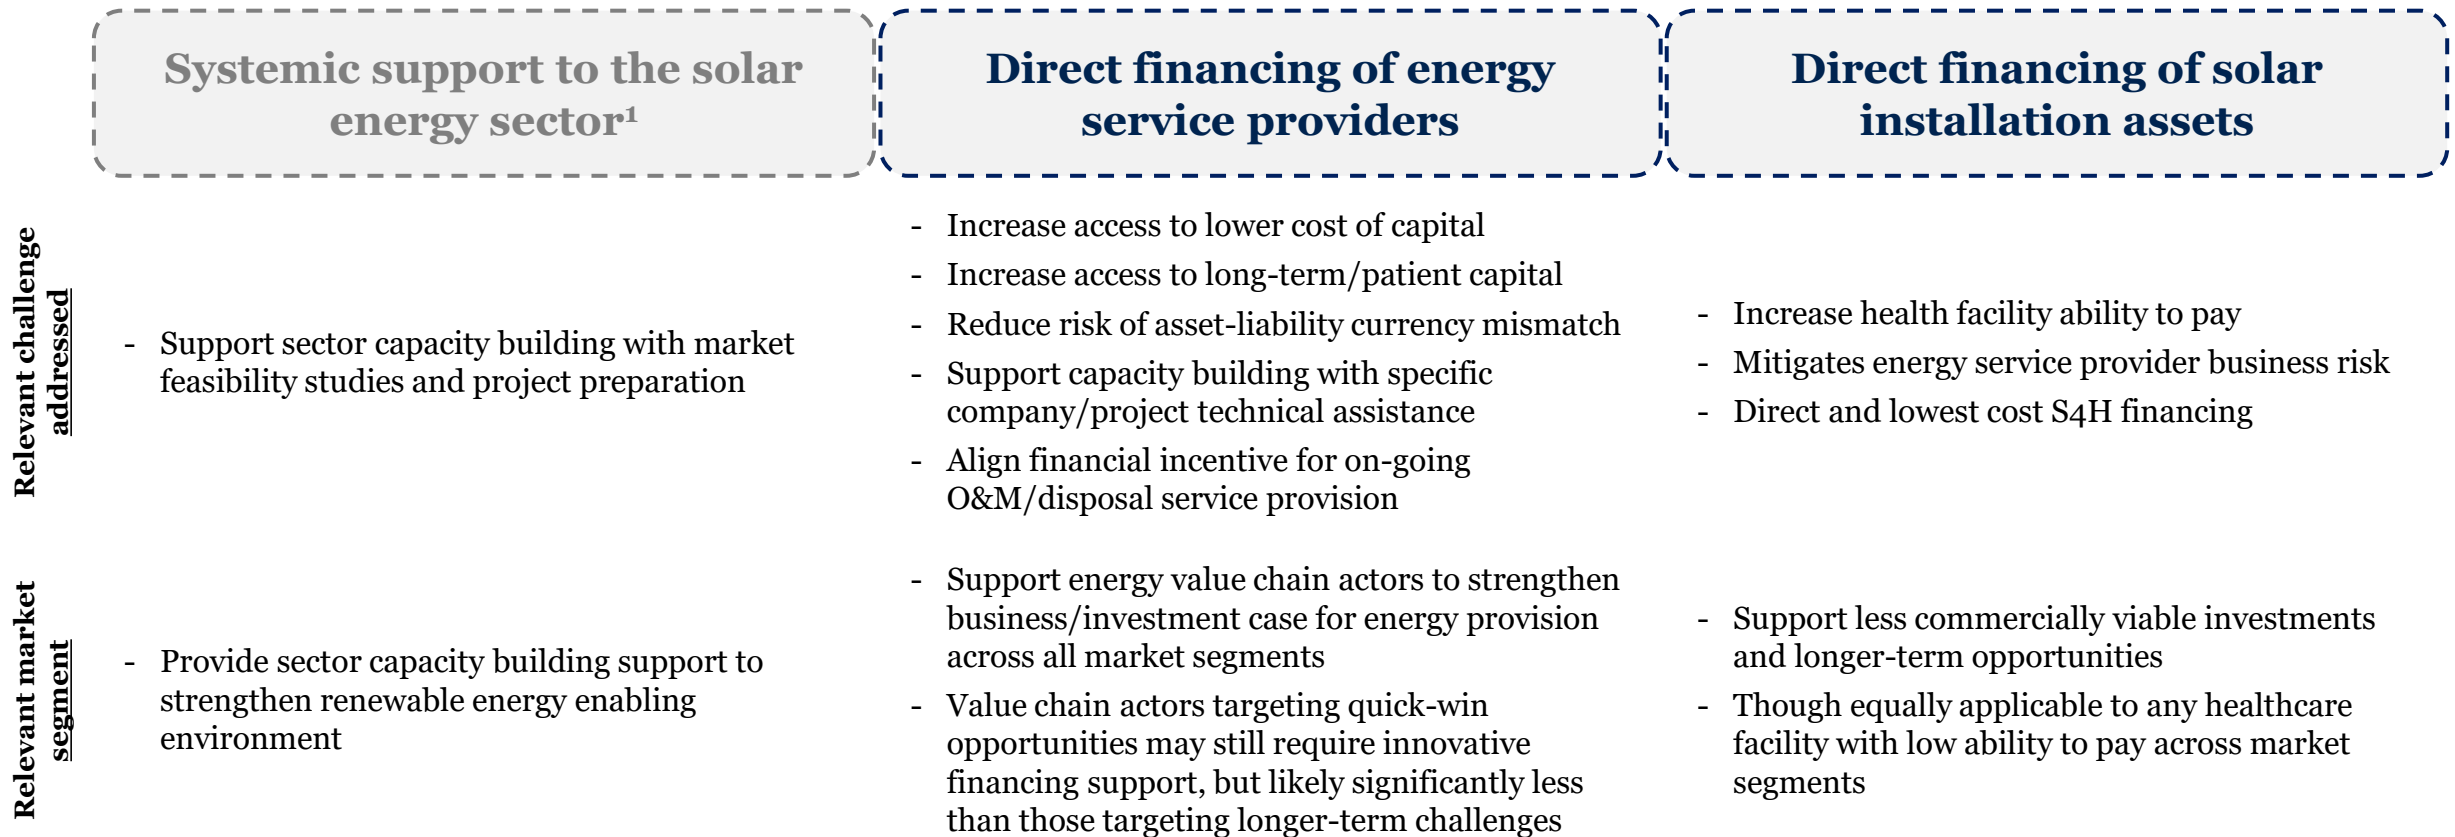 Systemic support to the solar
energy sector¹
Direct financing of energy
service providers
Direct financing of solar
installation assets
Relevant challenge
addressed
- Support sector capacity building with market
feasibility studies and project preparation
- Increase access to lower cost of capital
- Increase access to long-term/patient capital
- Reduce risk of asset-liability currency mismatch
- Support capacity building with specific
company/project technical assistance
- Align financial incentive for on-going
O&M/disposal service provision
- Increase health facility ability to pay
- Mitigates energy service provider business risk
- Direct and lowest cost S4H financing
Relevant market
segment
- Provide sector capacity building support to
strengthen renewable energy enabling
environment
- Support energy value chain actors to strengthen
business/investment case for energy provision
across all market segments
- Value chain actors targeting quick-win
opportunities may still require innovative
financing support, but likely significantly less
than those targeting longer-term challenges
- Support less commercially viable investments
and longer-term opportunities
- Though equally applicable to any healthcare
facility with low ability to pay across market
segments